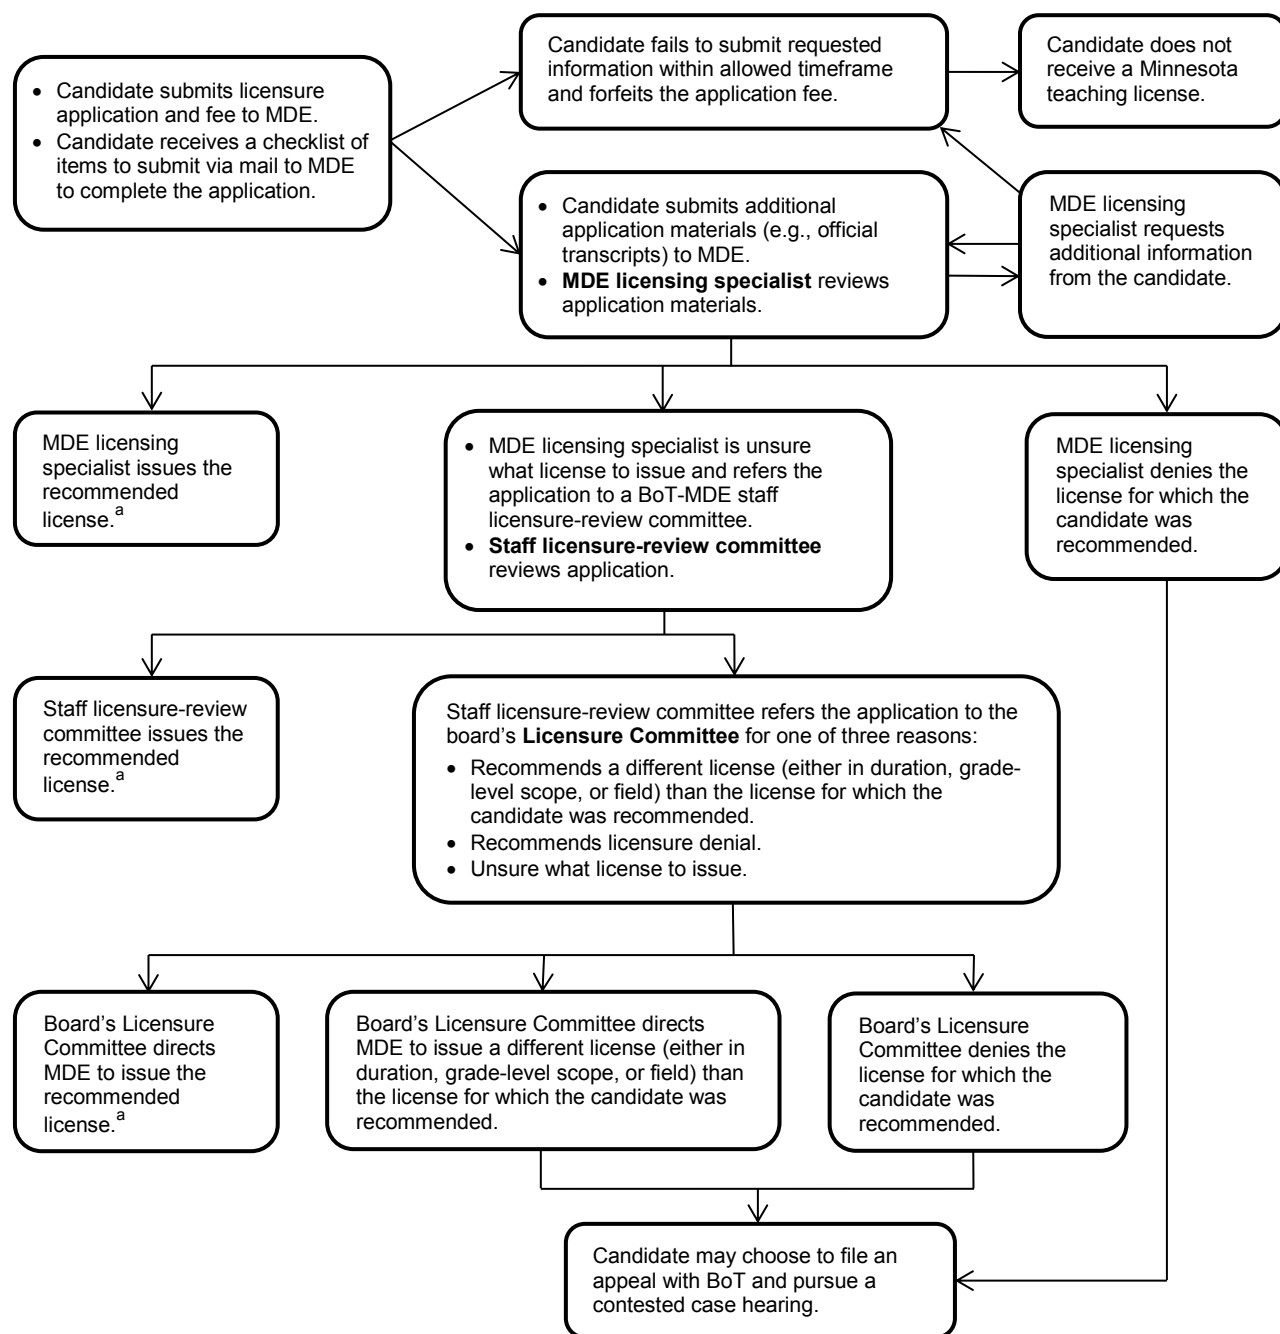 • Candidate submits licensure
application and fee to MDE.
• Candidate receives a checklist of
items to submit via mail to MDE
to complete the application.
Candidate fails to submit requested
information within allowed timeframe
and forfeits the application fee.
Candidate does not
receive a Minnesota
teaching license.
• Candidate submits additional
application materials (e.g., official
transcripts) to MDE.
• MDE licensing specialist reviews
application materials.
MDE licensing
specialist requests
additional information
from the candidate.
MDE licensing
specialist issues the
recommended
license.a
• MDE licensing specialist is unsure
what license to issue and refers the
application to a BoT-MDE staff
licensure-review committee.
• Staff licensure-review committee
reviews application.
MDE licensing
specialist denies the
license for which the
candidate was
recommended.
Staff licensure-review
committee issues the
recommended
license.a
Staff licensure-review committee refers the application to the
board’s Licensure Committee for one of three reasons:
• Recommends a different license (either in duration, grade-
level scope, or field) than the license for which the
candidate was recommended.
• Recommends licensure denial.
• Unsure what license to issue.
Board’s Licensure
Committee directs
MDE to issue the
recommended
license.a
Board’s Licensure Committee directs
MDE to issue a different license (either in
duration, grade-level scope, or field) than
the license for which the candidate was
recommended.
Board’s Licensure
Committee denies the
license for which the
candidate was
recommended.
Candidate may choose to file an
appeal with BoT and pursue a
contested case hearing.